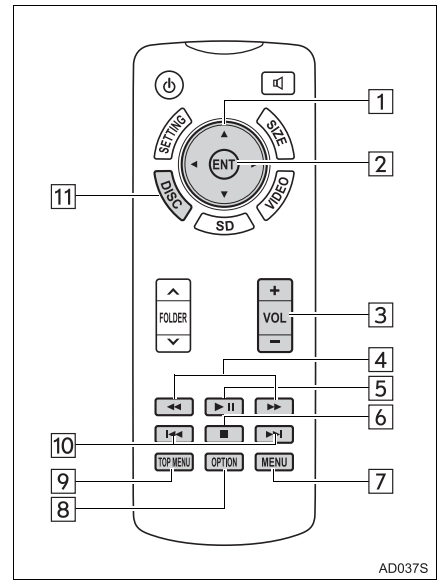 1
SETTING
SIZE
ENT
2
11
DISC
VIDEO
SD
+
FOLDER
VOL
3
−
4
5
6
10
TOP MENU
OPTION
MENU
9
7
8
AD037S